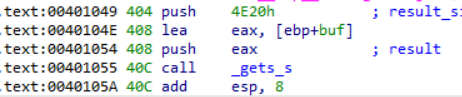 .text:00401049 404 push 4E20h ; result_si
.text:0040104E 408 lea eax, [ebp+buf]
.text:00401054 408 push eax ; result
.text:00401055 40C call _gets_s
.text:0040105A 40C add esp, 8